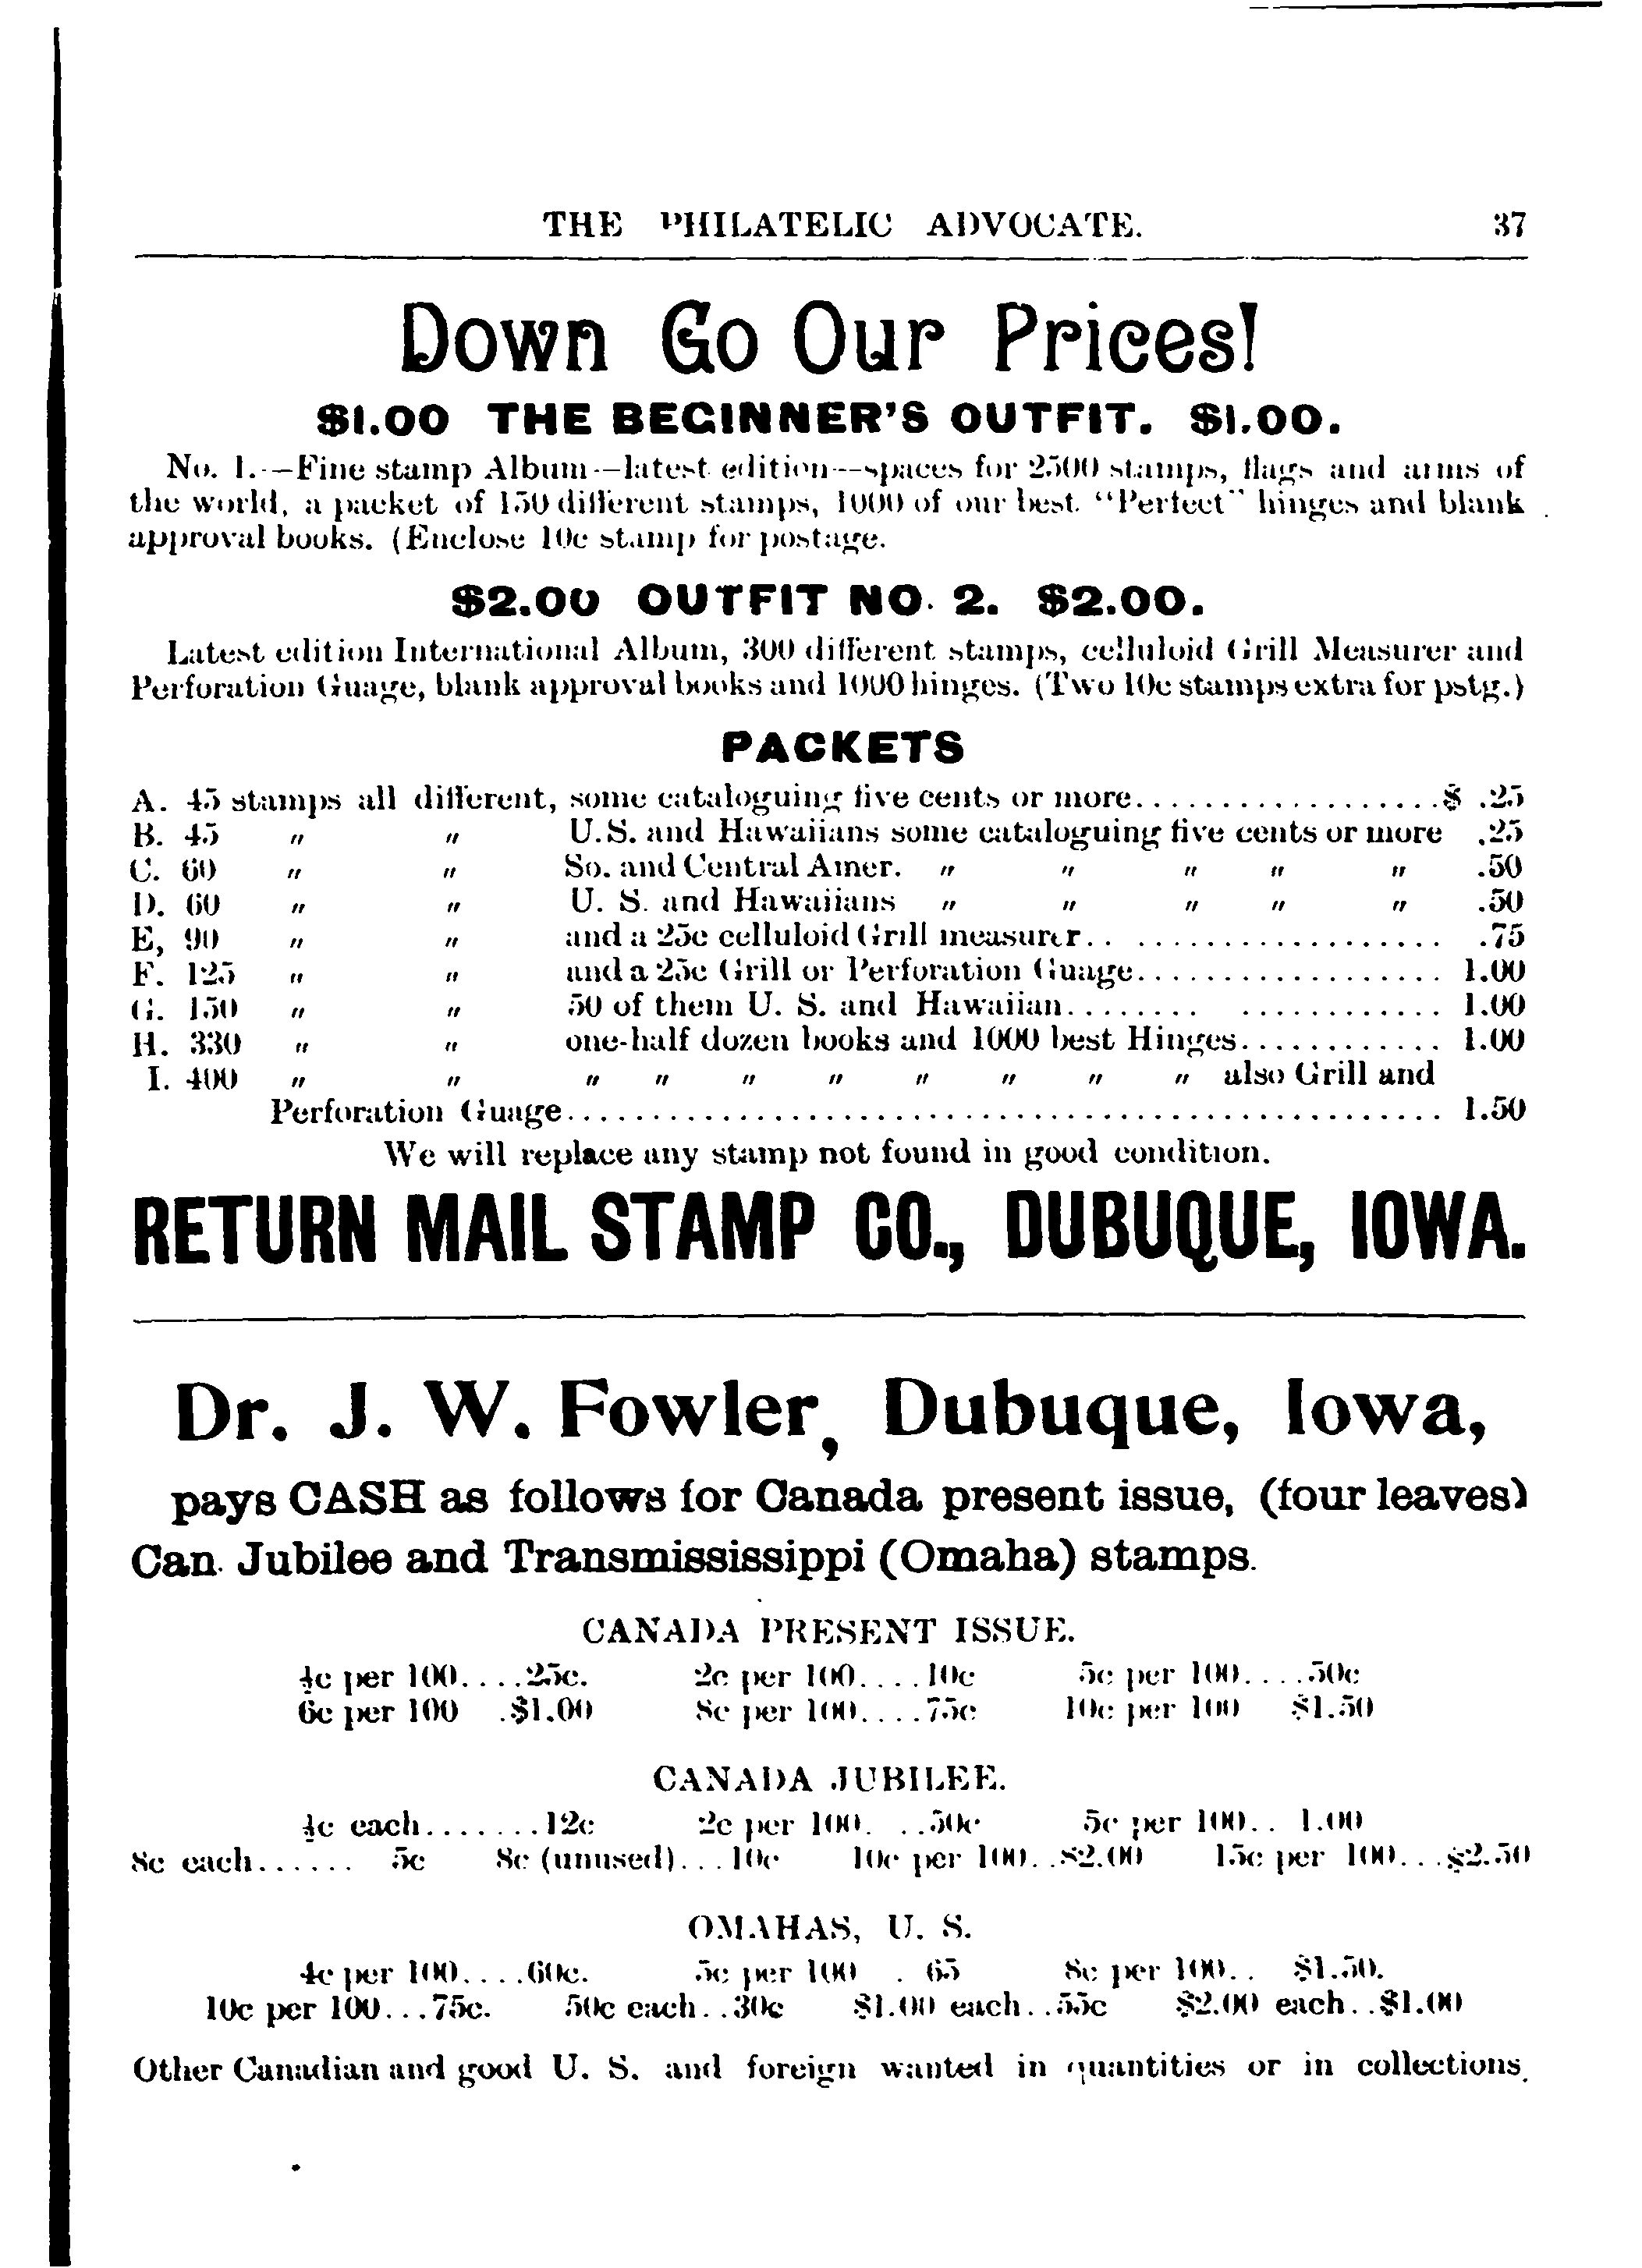 THE PHILATELIC ADVOCATE. 37
Down Go Our Prices!
$1.00 THE BEGINNER'S OUTFIT. $1.00.
No. 1.—Fine stamp Album—latest edition—spaces for 2500 stamps, flags and arms of
the world, a packet of 150 different stamps, 1000 of our best "Perfect" hinges and blank
approval books. (Enclose 10c stamp for postage.
$2.00 OUTFIT NO. 2. $2.00.
Latest edition International Album, 300 different stamps, celluloid Grill Measurer and
Perforation Guage, blank approval books and 1000 hinges. (Two 10c stamps extra for pstg.)
PACKETS
A. 45 stamps all different, some cataloguing five cents or more..................$ .25
B. 45 " " U.S. and Hawaiians some cataloguing five cents or more .25
C. 60 " " So. and Central Amer. " " " " " .50
D. 60 " " U. S. and Hawaiians " " " " " .50
E, 90 " " and a 25c celluloid Grill measurer.. ................... .75
F. 125 " " and a 25c Grill or Perforation Guage................... 1.00
G. 150 " " 50 of them U. S. and Hawaiian........ ............ 1.00
H. 330 " " one-half dozen books and 1000 best Hinges............ 1.00
I. 400 " " " " " " " " " " also Grill and
Perforation Guage.................................................... 1.50
We will replace any stamp not found in good condition.
RETURN MAIL STAMP CO., DUBUQUE, IOWA.
Dr. J. W. Fowler, Dubuque, Iowa,
pays CASH as follows for Canada present issue, (four leaves)
Can. Jubilee and Transmississippi (Omaha) stamps.
CANADA PRESENT ISSUE.
½c per 100....25c. 2c per 100....10c 5c per 100....50c
6c per 100 .$1.00 8c per 100....75c 10c per 100 $1.50
CANADA JUBILEE.
½c each.......12c 2c per 100. ..50c 5c per 100.. 1.00
8c each...... 5c 8c (unused)...10c 10c per 100..$2.00 15c per 100...$2.50
OMAHAS, U. S.
4c per 100....60c. 5c per 100 . 65 8c per 100.. $1.50.
10c per 100...75c. 50c each..30c $1.00 each..55c $2.00 each..$1.00
Other Canadian and good U. S. and foreign wanted in quantities or in collections.